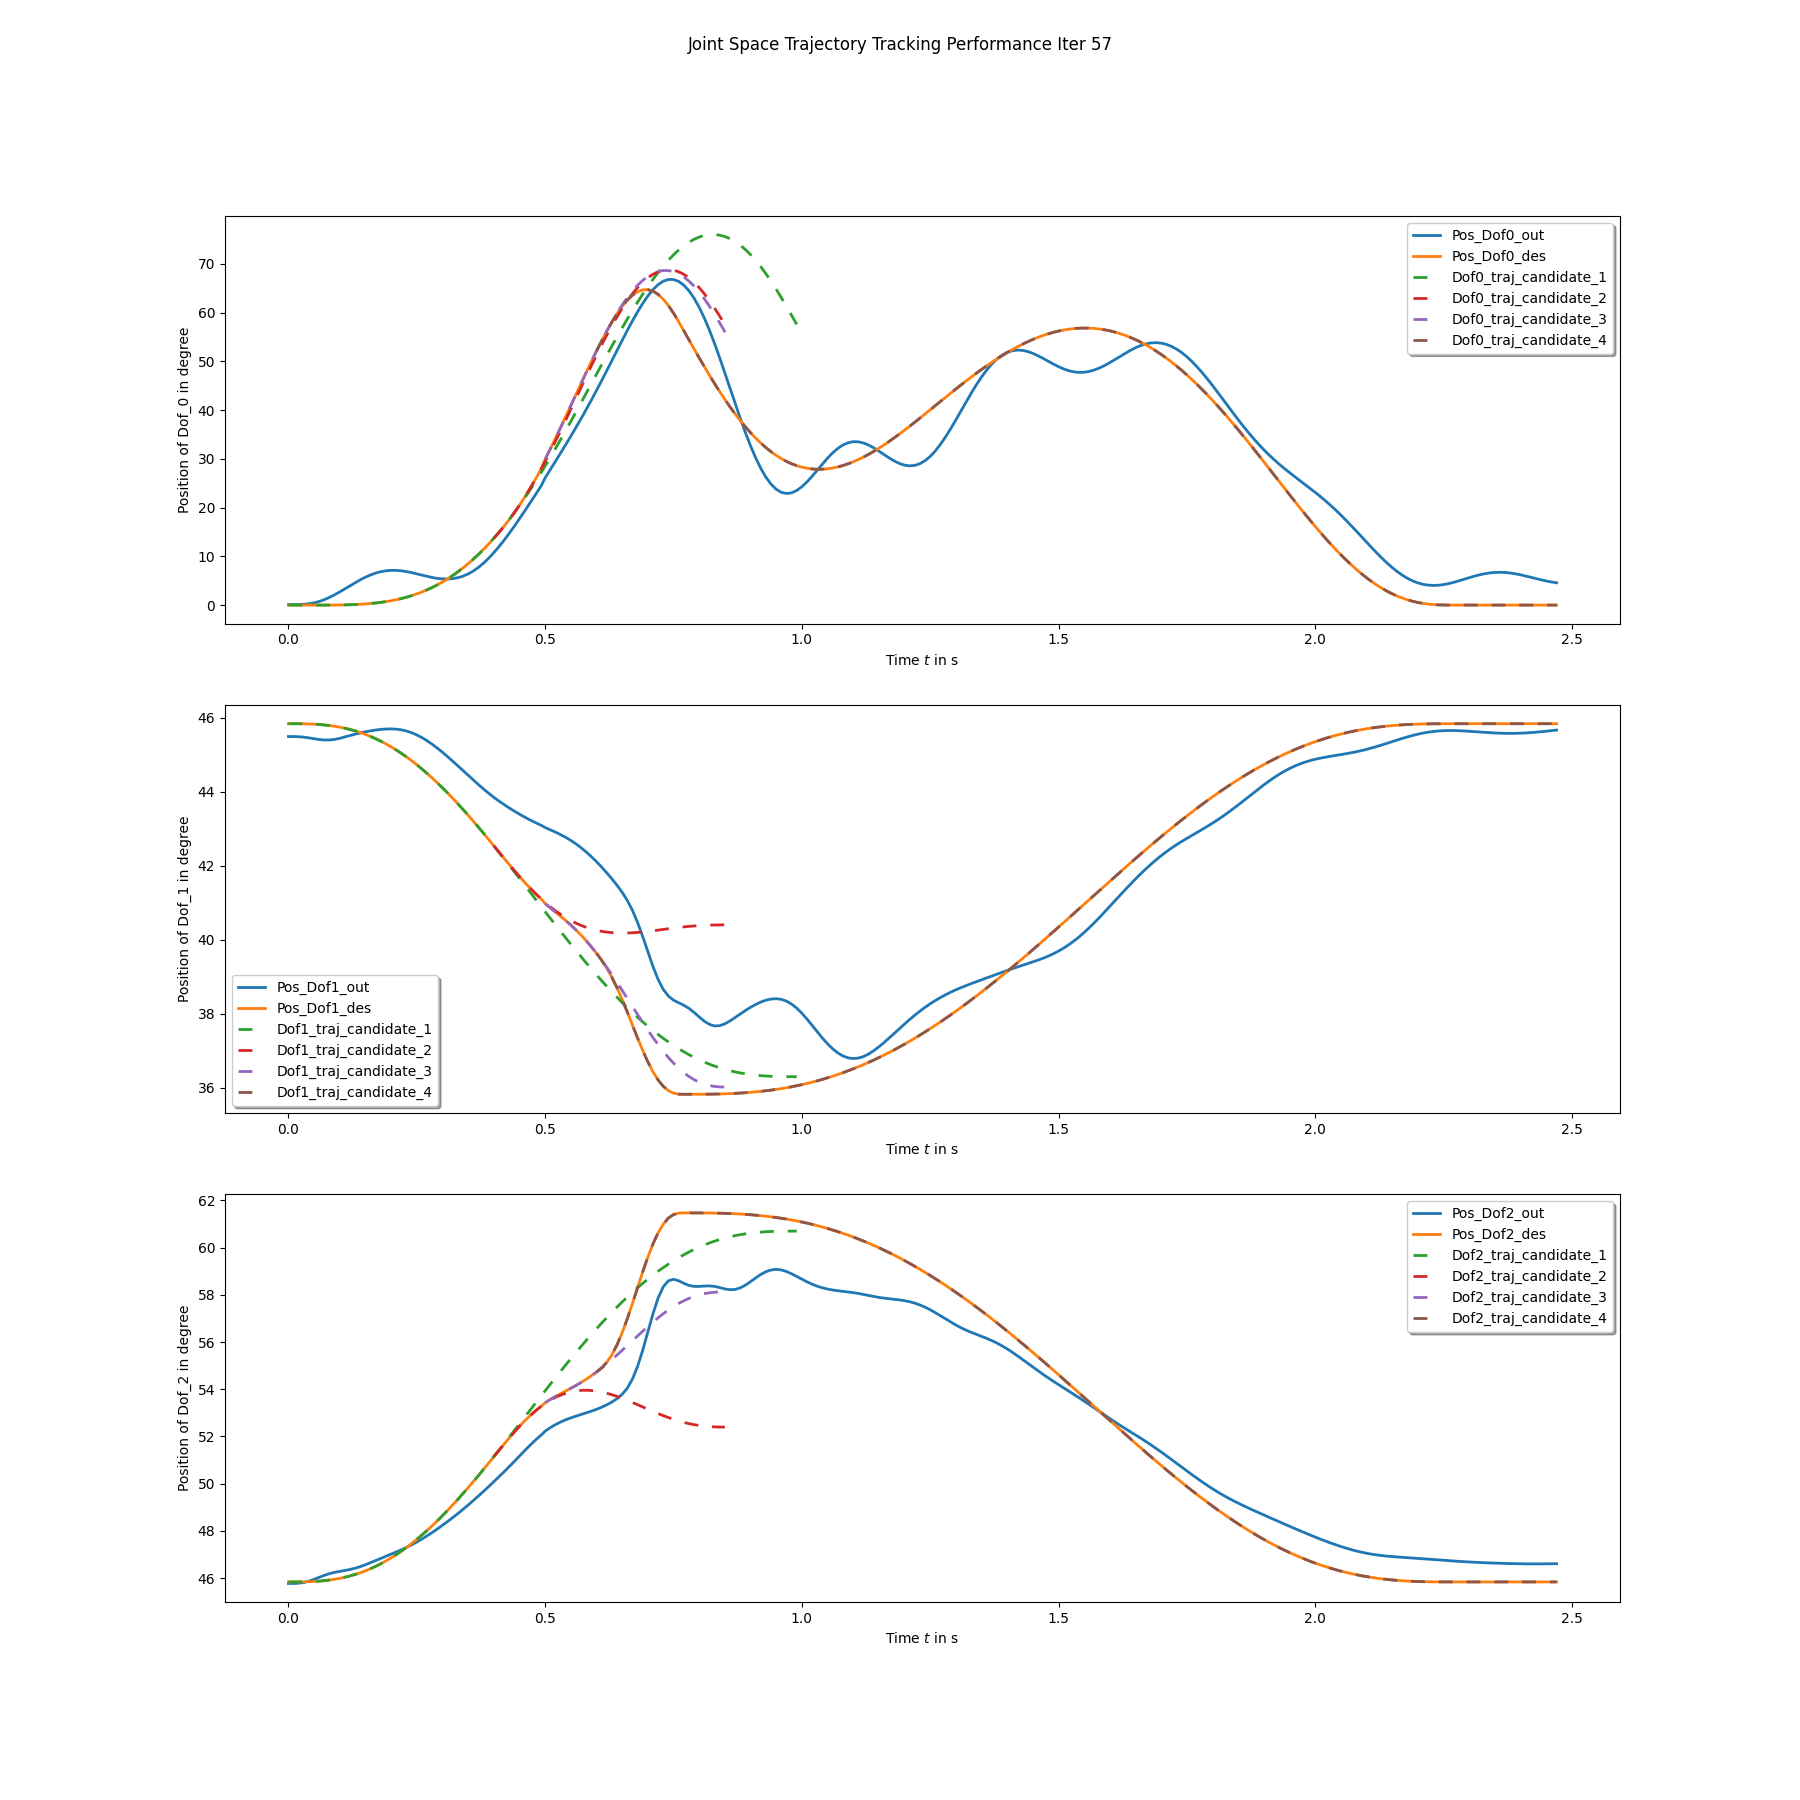 Joint Space Trajectory Tracking Performance Iter 57
Position of Dof_0 in degree
70
60
50
40
30
20
10
0
Pos_Dof0_out
Pos_Dof0_des
Dof0_traj_candidate_1
Dof0_traj_candidate_2
Dof0_traj_candidate_3
Dof0_traj_candidate_4
0.0 0.5 1.0 1.5 2.0 2.5
Time t in s
Position of Dof_1 in degree
46
44
42
40
38
36
Pos_Dof1_out
Pos_Dof1_des
Dof1_traj_candidate_1
Dof1_traj_candidate_2
Dof1_traj_candidate_3
Dof1_traj_candidate_4
0.0 0.5 1.0 1.5 2.0 2.5
Time t in s
Position of Dof_2 in degree
62
60
58
56
54
52
50
48
46
Pos_Dof2_out
Pos_Dof2_des
Dof2_traj_candidate_1
Dof2_traj_candidate_2
Dof2_traj_candidate_3
Dof2_traj_candidate_4
0.0 0.5 1.0 1.5 2.0 2.5
Time t in s